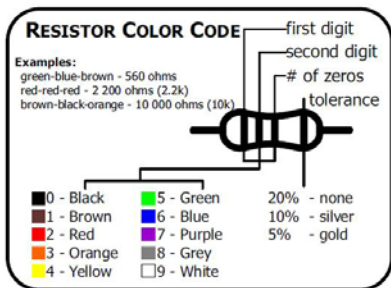 RESISTOR COLOR CODE
first digit
second digit
# of zeros
tolerance
Examples:
green-blue-brown - 560 ohms
red-red-red - 2 200 ohms (2.2k)
brown-black-orange - 10 000 ohms (10k)
0 - Black
1 - Brown
2 - Red
3 - Orange
4 - Yellow
5 - Green
6 - Blue
7 - Purple
8 - Grey
9 - White
20% - none
10% - silver
5% - gold